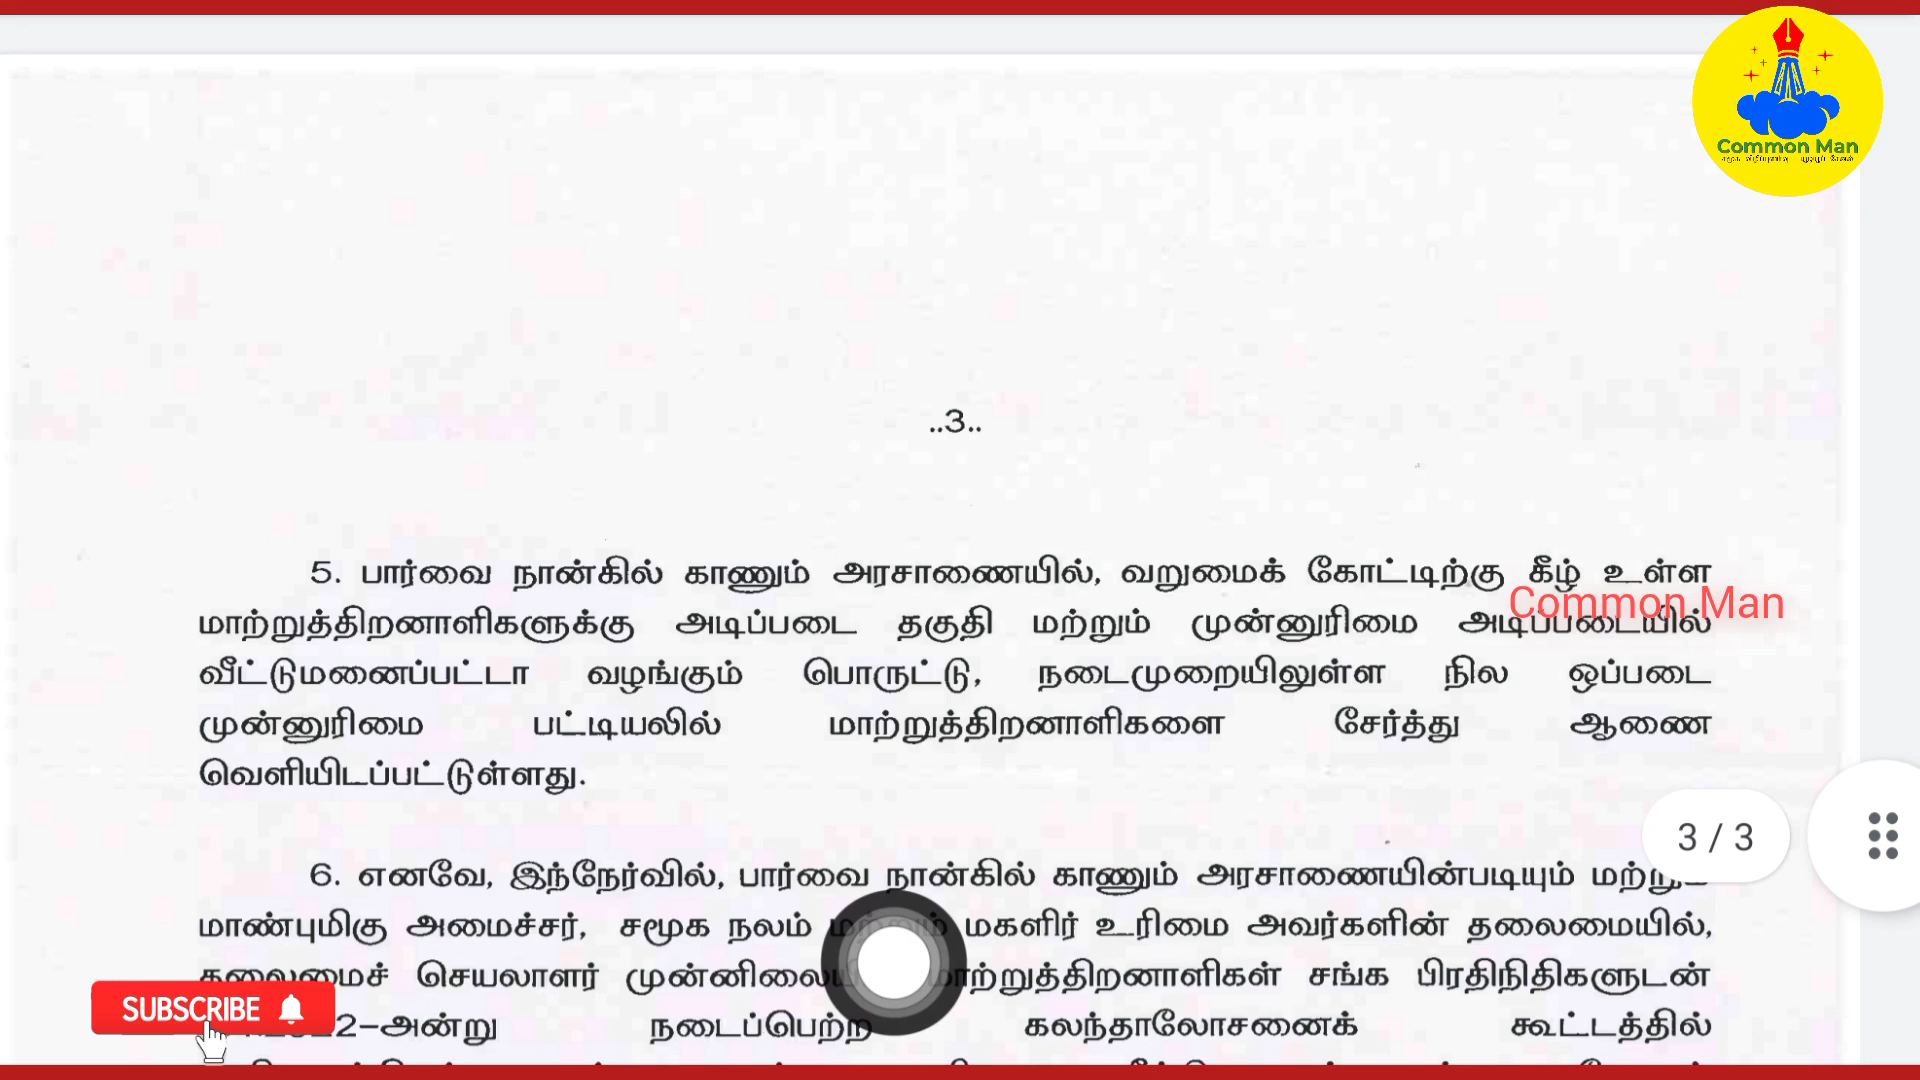 Common Man
..3..
5. பார்வை நான்கில் காணும் அரசாணையில், வறுமைக் கோட்டிற்கு கீழ் உள்ள
Common Man
மாற்றுத்திறனாளிகளுக்கு அடிப்படை தகுதி மற்றும் முன்னுரிமை அடிப்படையில்
வீட்டுமனைப்பட்டா வழங்கும் பொருட்டு, நடைமுறையிலுள்ள நில ஒப்படை
முன்னுரிமை பட்டியலில் மாற்றுத்திறனாளிகளை சேர்த்து ஆணை
வெளியிடப்பட்டுள்ளது.
3 / 3
6. எனவே, இந்நேர்வில், பார்வை நான்கில் காணும் அரசாணையின்படியும் மற்றும்
மாண்புமிகு அமைச்சர், சமூக நலம் மற்றும் மகளிர் உரிமை அவர்களின் தலைமையில்,
தலைமைச் செயலாளர் மாற்றுத்திறனாளிகள் சங்க பிரதிநிதிகளுடன்
SUBSCRIBE
அன்று நடைப்பெற்ற கலந்தாலோசனைக் கூட்டத்தில்